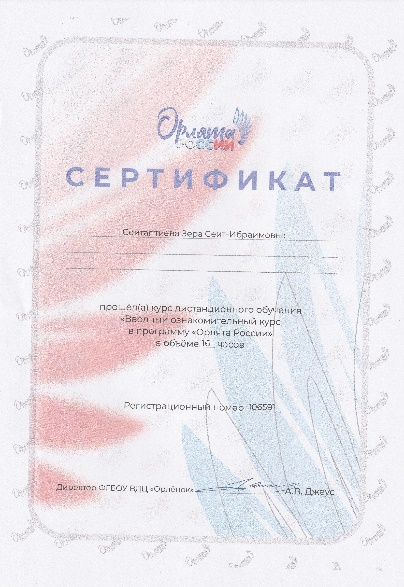 Орлята
РОССИИ
СЕРТИФИКАТ
Зера Сеит-Ибраимовна
прошел(а) курс дистанционного обучения
«Вводный ознакомительный курс
в программу «Орлята России»
в объёме 16 часов
Регистрационный номер 106591
Директор ФГБОУ ВДЦ «Орлёнок»
А.В. Джеус